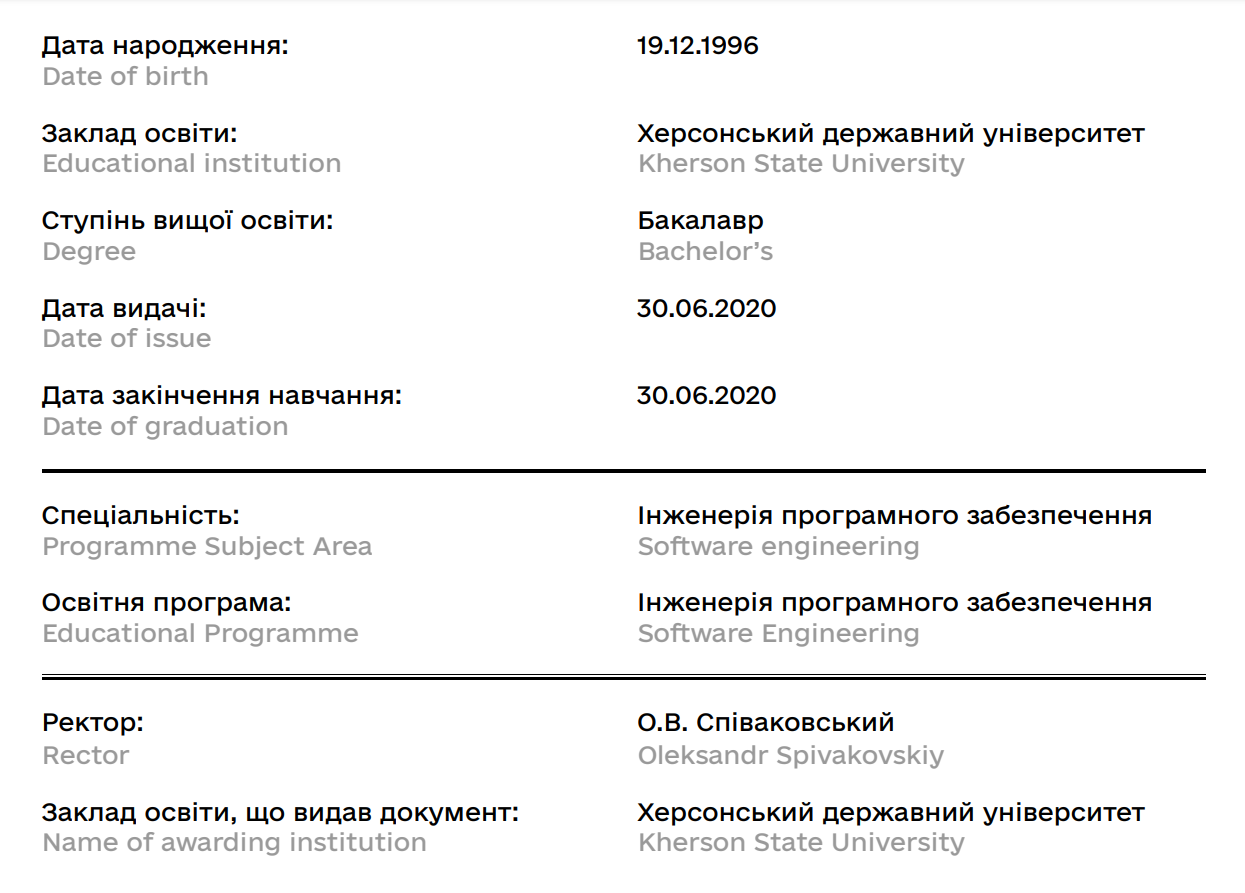 Дата народження: 19.12.1996
Date of birth
Заклад освіти: Херсонський державний університет
Educational institution Kherson State University
Ступінь вищої освіти: Бакалавр
Degree Bachelor’s
Дата видачі: 30.06.2020
Date of issue
Дата закінчення навчання: 30.06.2020
Date of graduation
Спеціальність: Інженерія програмного забезпечення
Programme Subject Area Software engineering
Освітня програма: Інженерія програмного забезпечення
Educational Programme Software Engineering
Ректор: О.В. Співаковський
Rector Oleksandr Spivakovskiy
Заклад освіти, що видав документ: Херсонський державний університет
Name of awarding institution Kherson State University